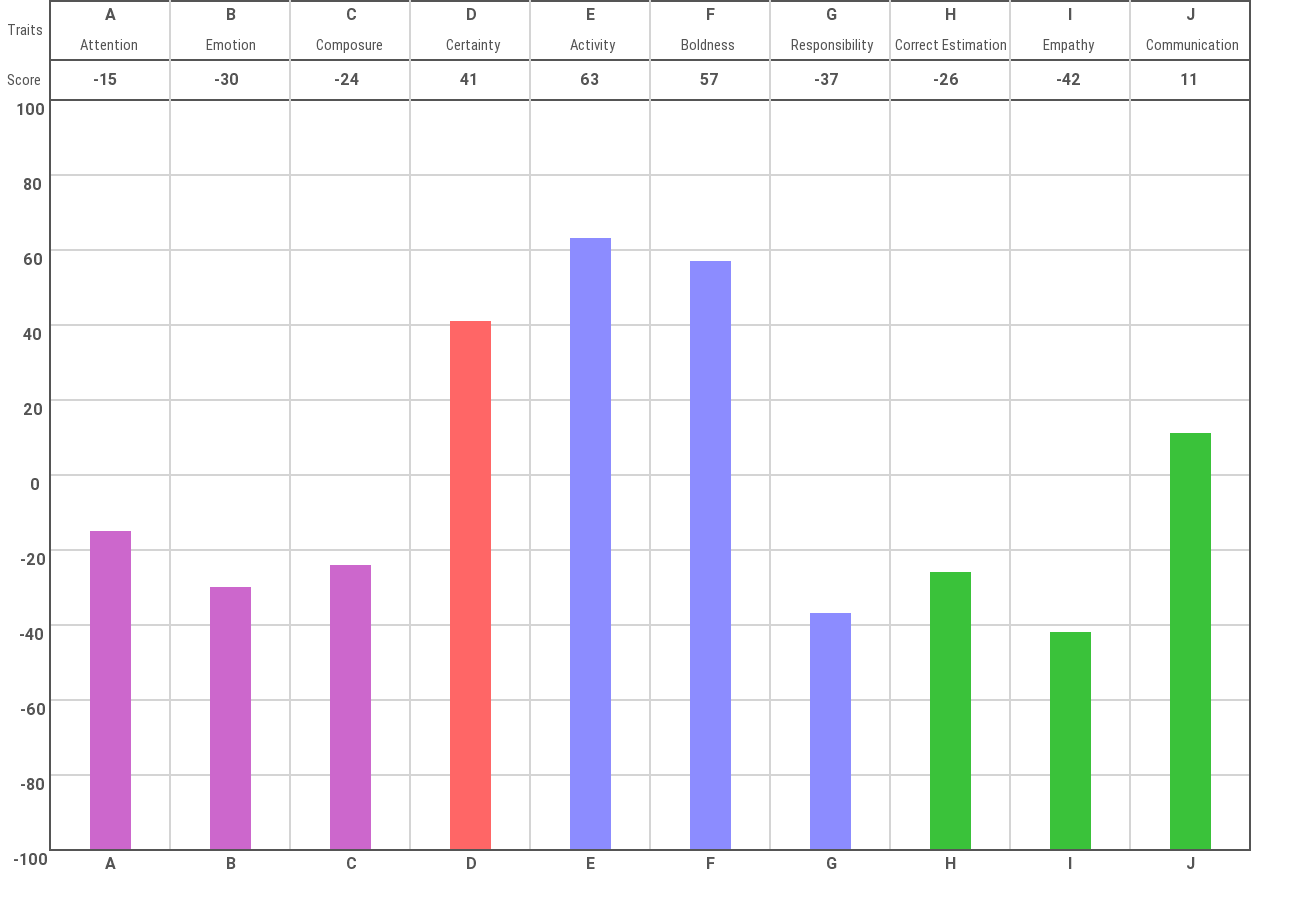 A B C D E F G H I J
Traits
Attention Emotion Composure Certainty Activity Boldness Responsibility Correct Estimation Empathy Communication
Score -15 -30 -24 41 63 57 -37 -26 -42 11
100
80
60
40
20
0
-20
-40
-60
-80
-100
A B C D E F G H I J